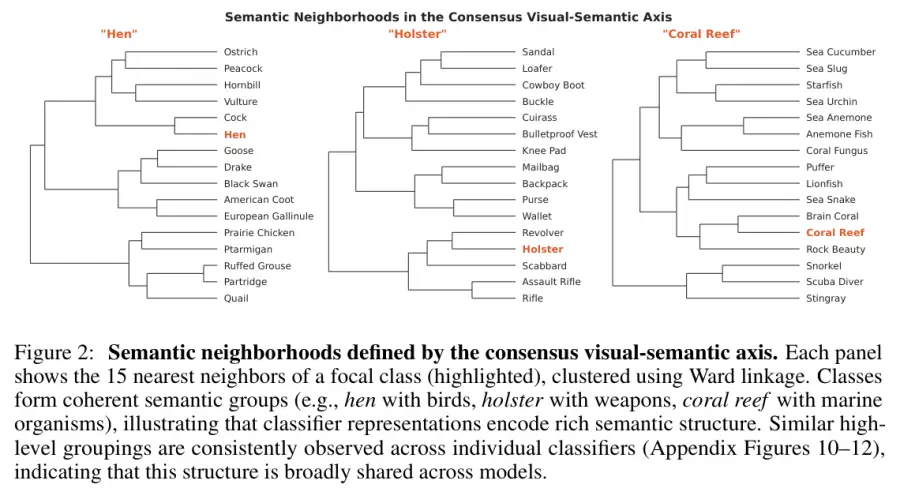 Semantic Neighborhoods in the Consensus Visual-Semantic Axis
"Hen"
Ostrich
Peacock
Hornbill
Vulture
Cock
Hen
Goose
Drake
Black Swan
American Coot
European Gallinule
Prairie Chicken
Ptarmigan
Ruffed Grouse
Partridge
Quail
"Holster"
Sandal
Loafer
Cowboy Boot
Buckle
Cuirass
Bulletproof Vest
Knee Pad
Mailbag
Backpack
Purse
Wallet
Revolver
Holster
Scabbard
Assault Rifle
Rifle
"Coral Reef"
Sea Cucumber
Sea Slug
Starfish
Sea Urchin
Sea Anemone
Anemone Fish
Coral Fungus
Puffer
Lionfish
Sea Snake
Brain Coral
Coral Reef
Rock Beauty
Snorkel
Scuba Diver
Stingray
Figure 2: Semantic neighborhoods defined by the consensus visual-semantic axis. Each panel
shows the 15 nearest neighbors of a focal class (highlighted), clustered using Ward linkage. Classes
form coherent semantic groups (e.g., hen with birds, holster with weapons, coral reef with marine
organisms), illustrating that classifier representations encode rich semantic structure. Similar high-
level groupings are consistently observed across individual classifiers (Appendix Figures 10–12),
indicating that this structure is broadly shared across models.